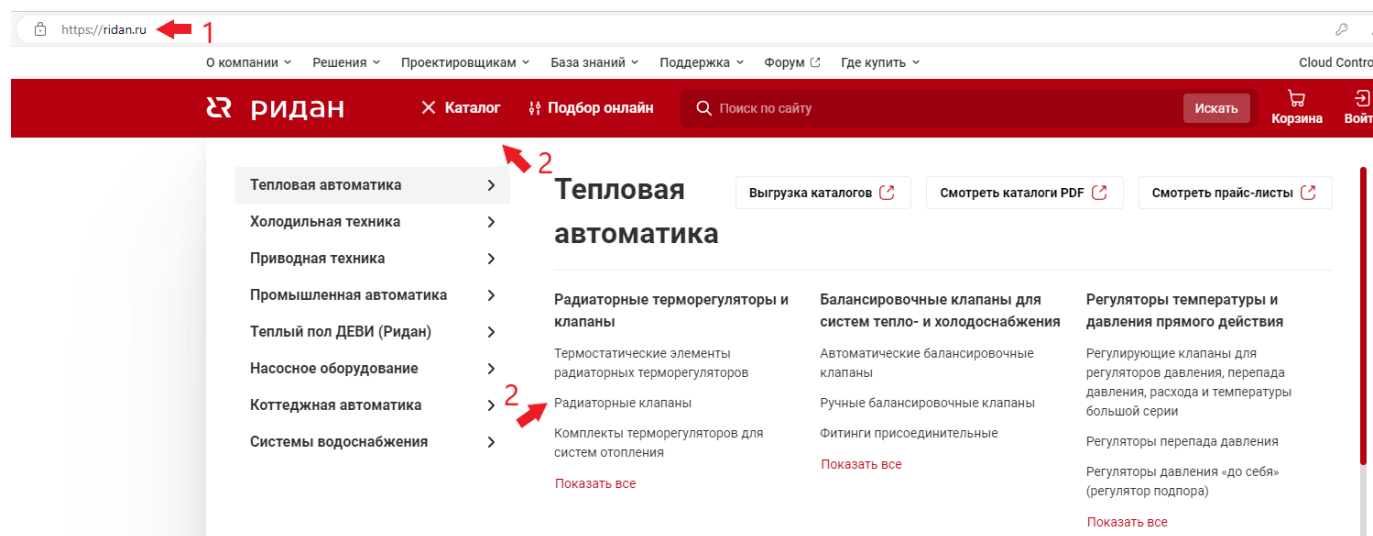 https://ridan.ru 1
О компании Решения Проектировщикам База знаний Поддержка Форум Где купить Cloud Contro
ридан Каталог Подбор онлайн Поиск по сайту Искать Корзина Войт
2
Тепловая автоматика
Холодильная техника
Приводная техника
Промышленная автоматика
Теплый пол ДЕВИ (Ридан)
Насосное оборудование
Коттеджная автоматика
Системы водоснабжения
Тепловая
автоматика
Выгрузка каталогов Смотреть каталоги PDF Смотреть прайс-листы
Радиаторные терморегуляторы и
клапаны
Термостатические элементы
радиаторных терморегуляторов
2 Радиаторные клапаны
Комплекты терморегуляторов для
систем отопления
Показать все
Балансировочные клапаны для
систем тепло- и холодоснабжения
Автоматические балансировочные
клапаны
Ручные балансировочные клапаны
Фитинги присоединительные
Показать все
Регуляторы температуры и
давления прямого действия
Регулирующие клапаны для
регуляторов давления, перепада
давления, расхода и температуры
большой серии
Регуляторы перепада давления
Регуляторы давления «до себя»
(регулятор подпора)
Показать все